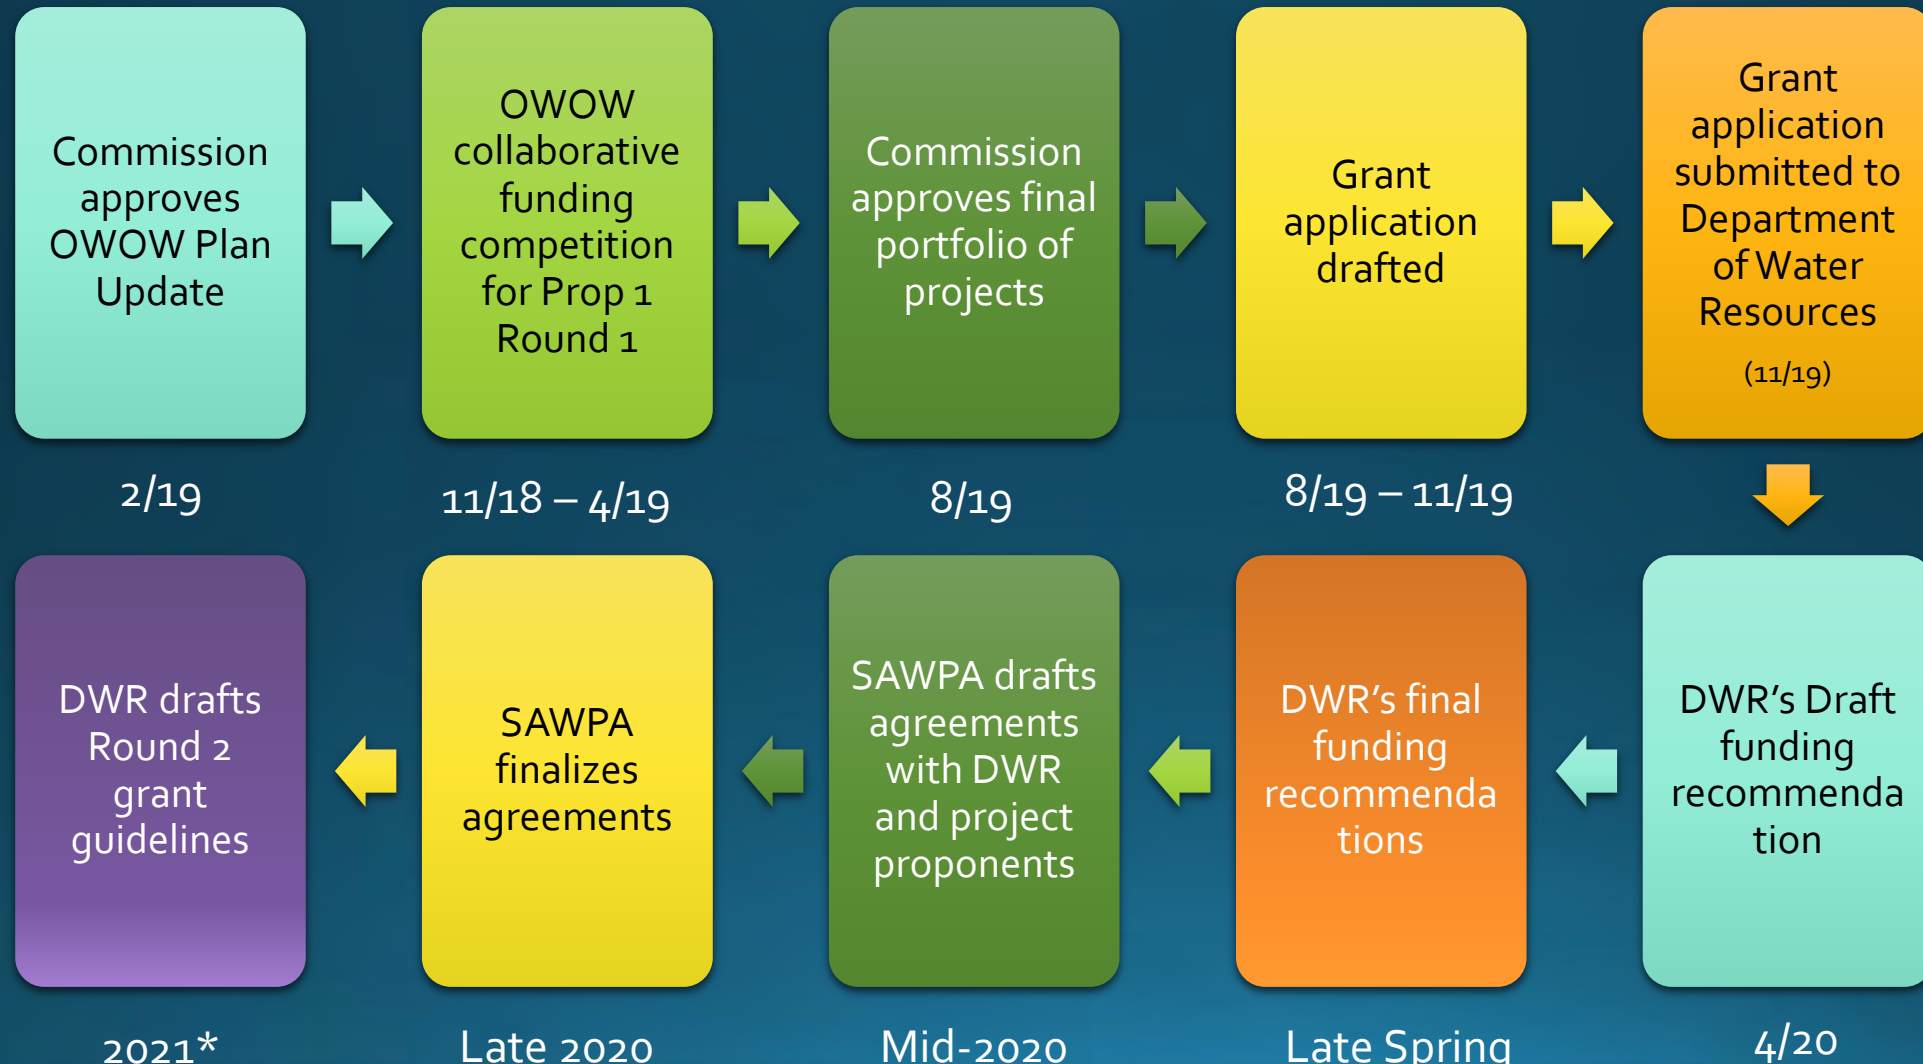 Commission
approves
OWOW Plan
Update
OWOW
collaborative
funding
competition
for Prop 1
Round 1
Commission
approves final
portfolio of
projects
Grant
application
drafted
Grant
application
submitted to
Department
of Water
Resources
(11/19)
2/19
11/18 – 4/19
8/19
8/19 – 11/19
DWR's Draft
funding
recommenda
tion
DWR’s final
funding
recommenda
tions
SAWPA drafts
agreements
with DWR
and project
proponents
SAWPA
finalizes
agreements
DWR drafts
Round 2
grant
guidelines
4/20
Late Spring
Mid-2020
Late 2020
2021*